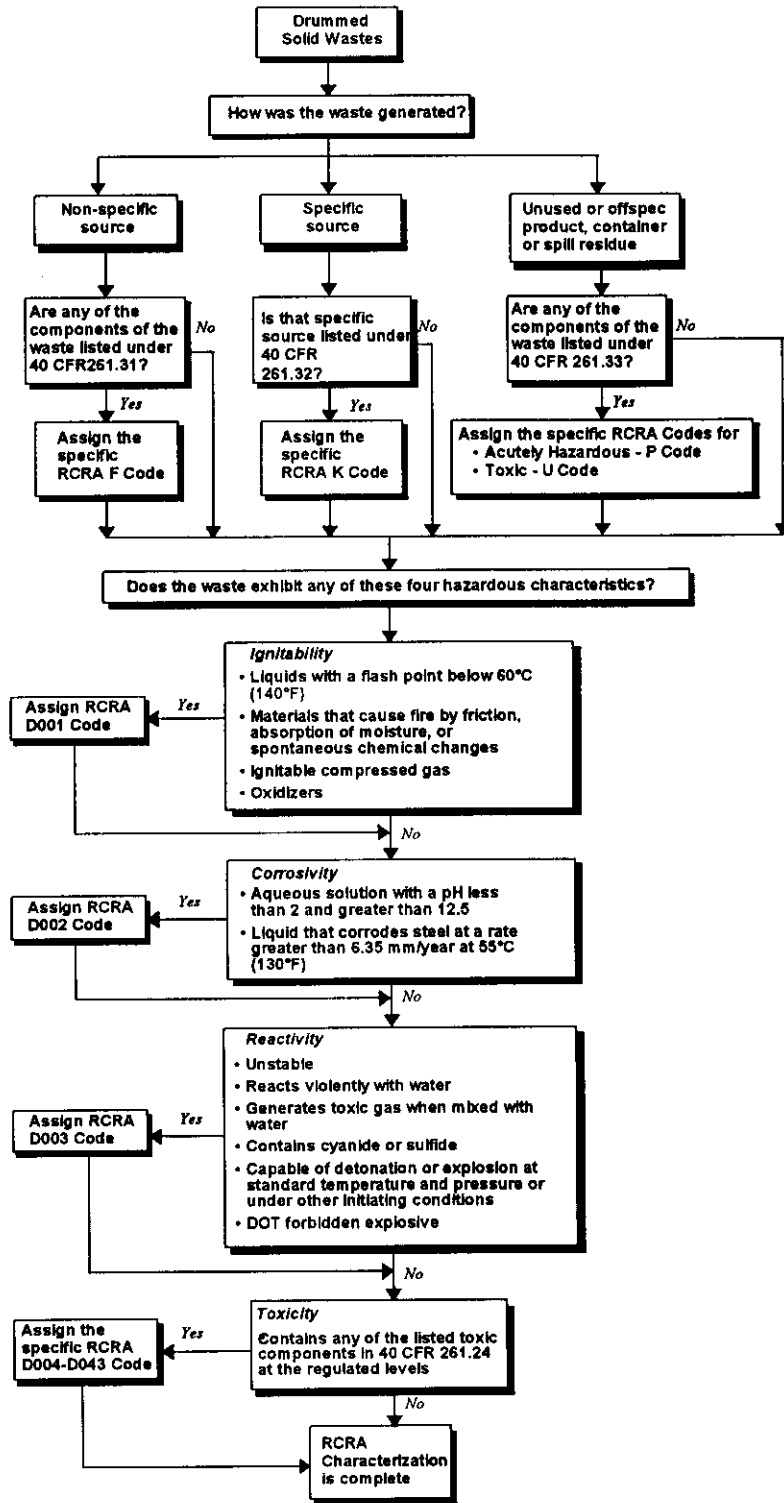 Drummed
Solid Wastes
How was the waste generated?
Non-specific
source
Specific
source
Unused or offspec
product, container
or spill residue
Are any of the
components of the
waste listed under
40 CFR261.31?
No
Is that specific
source listed under
40 CFR
261.32?
No
Are any of the
components of the
waste listed under
40 CFR 261.33?
No
Yes
Yes
Yes
Assign the
specific
RCRA F Code
Assign the
specific
RCRA K Code
Assign the specific RCRA Codes for
• Acutely Hazardous - P Code
• Toxic - U Code
Does the waste exhibit any of these four hazardous characteristics?
Ignitability
• Liquids with a flash point below 60°C
(140°F)
• Materials that cause fire by friction,
absorption of moisture, or
spontaneous chemical changes
• Ignitable compressed gas
• Oxidizers
Yes
Assign RCRA
D001 Code
No
Corrosivity
• Aqueous solution with a pH less
than 2 and greater than 12.5
• Liquid that corrodes steel at a rate
greater than 6.35 mm/year at 55°C
(130°F)
Yes
Assign RCRA
D002 Code
No
Reactivity
• Unstable
• Reacts violently with water
• Generates toxic gas when mixed with
water
• Contains cyanide or sulfide
• Capable of detonation or explosion at
standard temperature and pressure or
under other initiating conditions
• DOT forbidden explosive
Yes
Assign RCRA
D003 Code
No
Toxicity
Contains any of the listed toxic
components in 40 CFR 261.24
at the regulated levels
Yes
Assign the
specific RCRA
D004-D043 Code
No
RCRA
Characterization
is complete